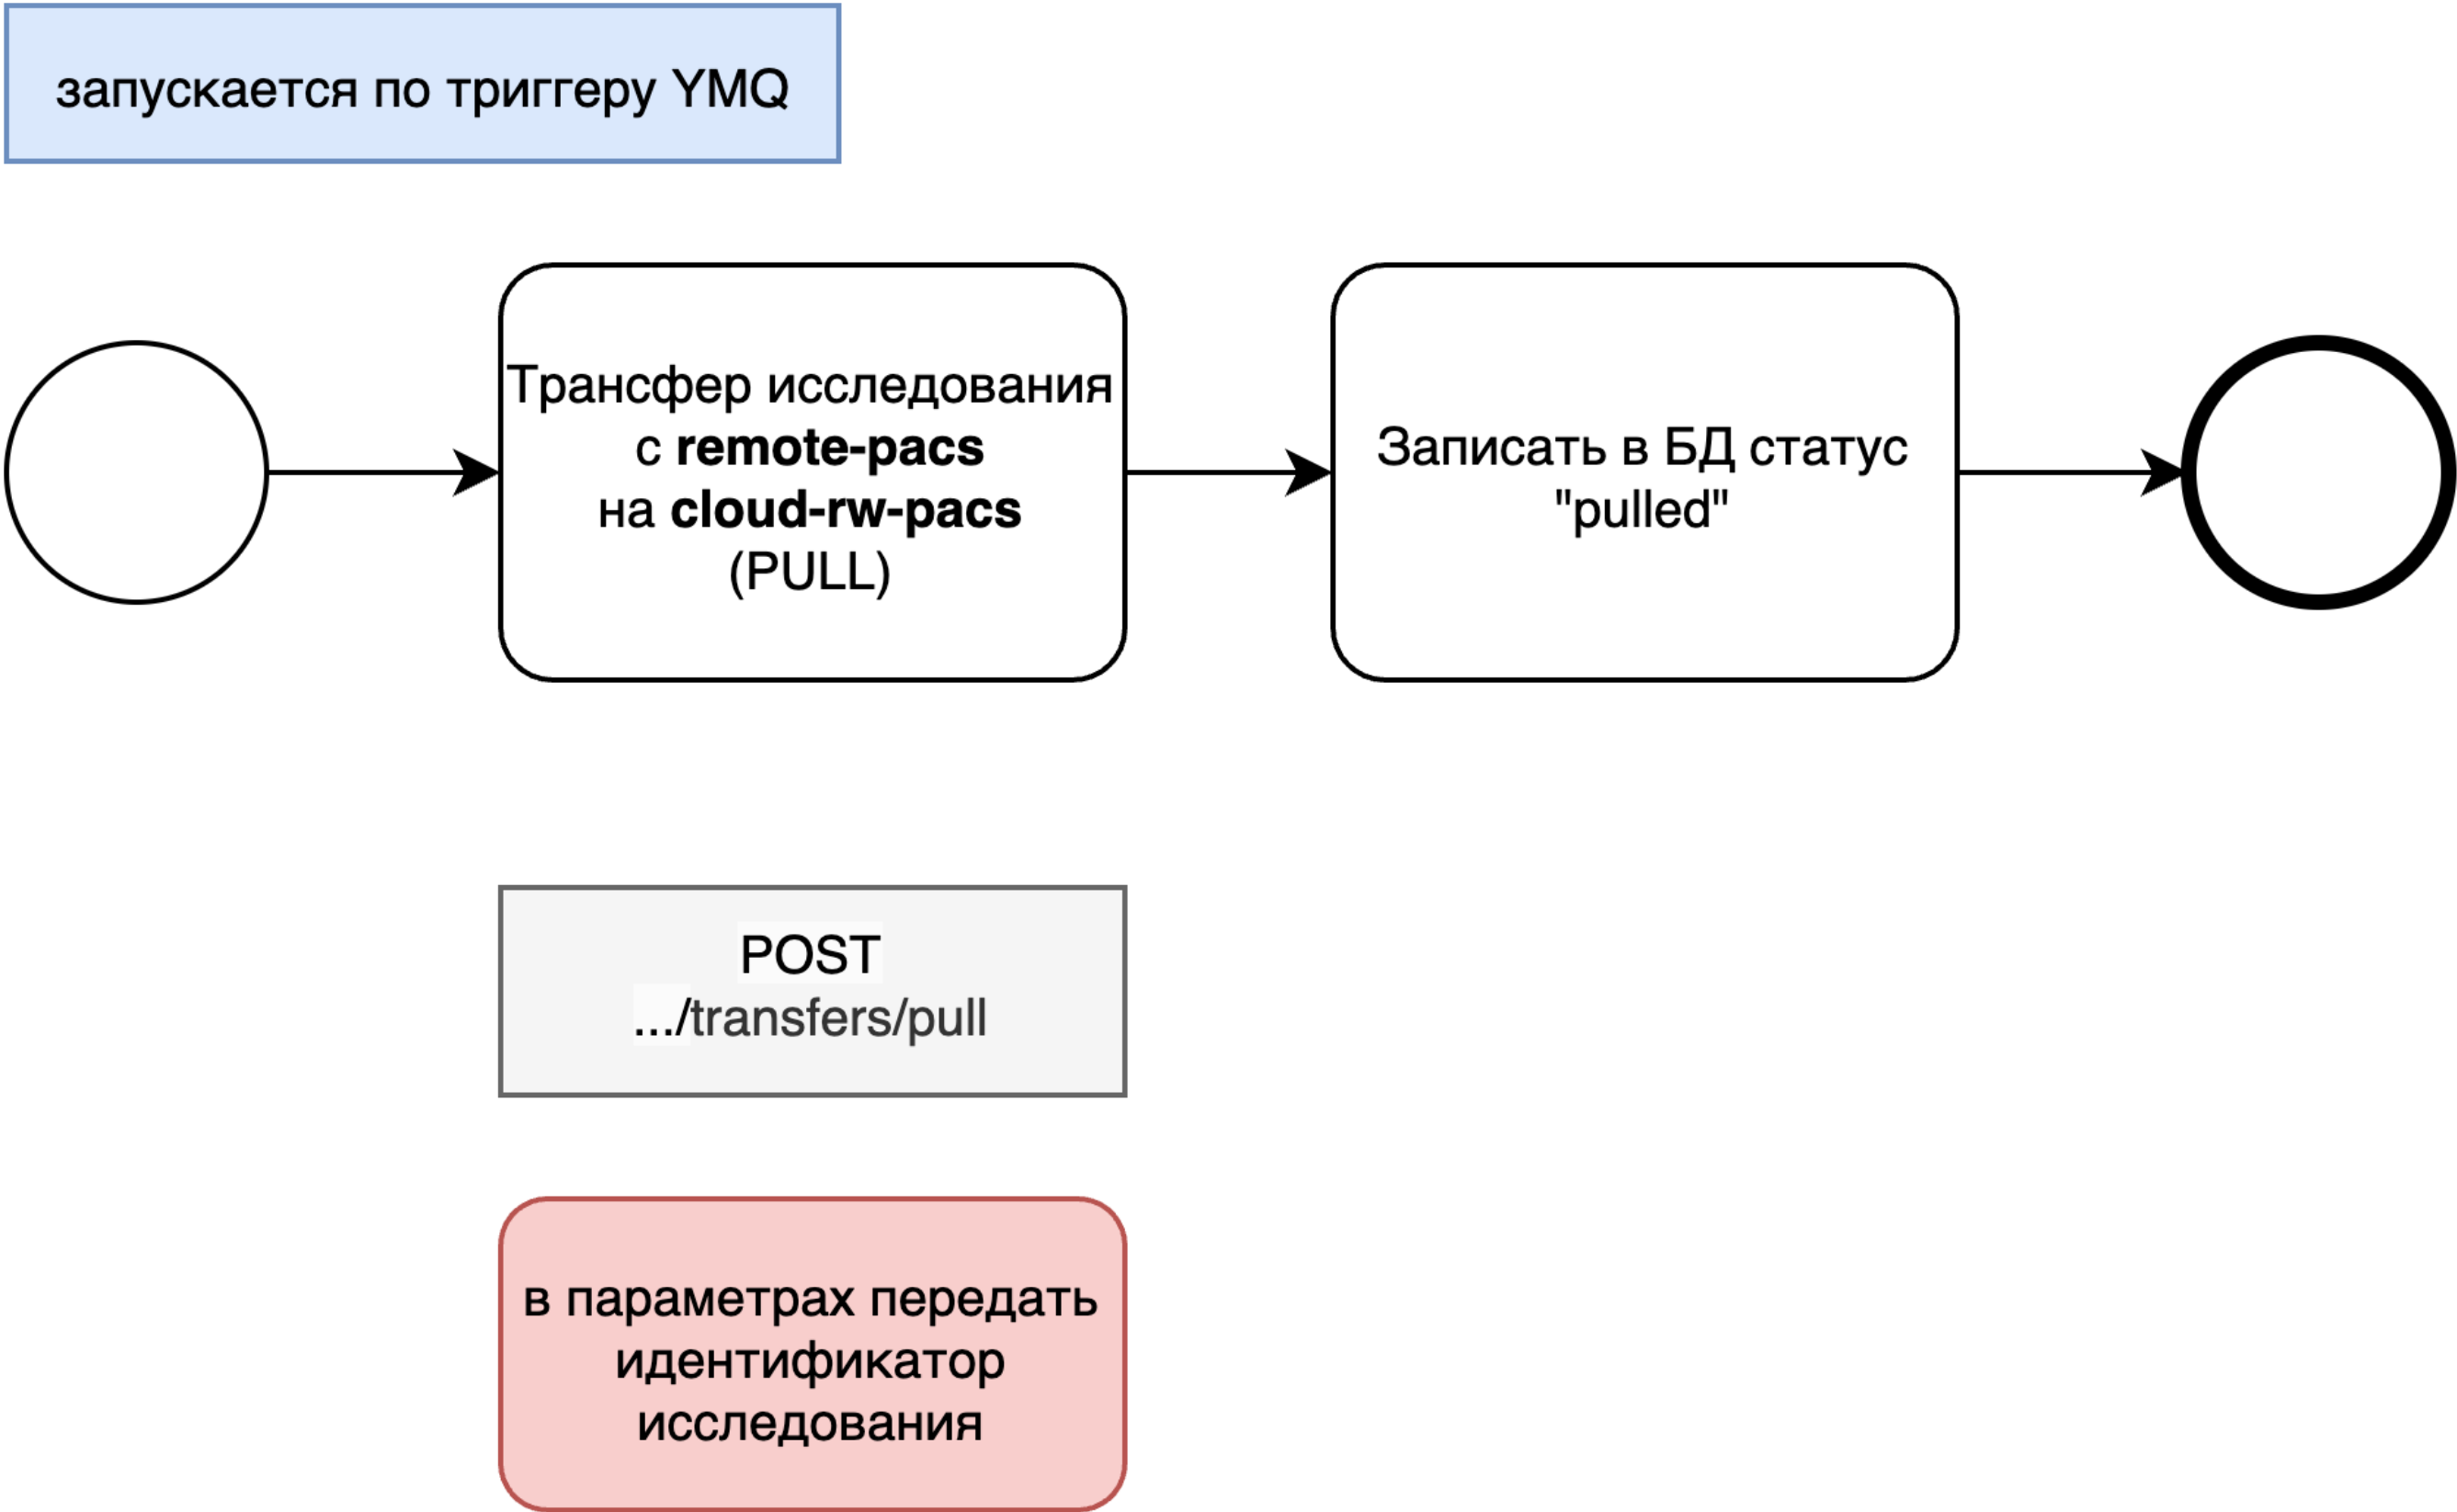 запускается по триггеру YMQ
Трансфер исследования
с remote-pacs
на cloud-rw-pacs
(PULL)
Записать в БД статус
"pulled"
POST
.../transfers/pull
в параметрах передать
идентификатор
исследования